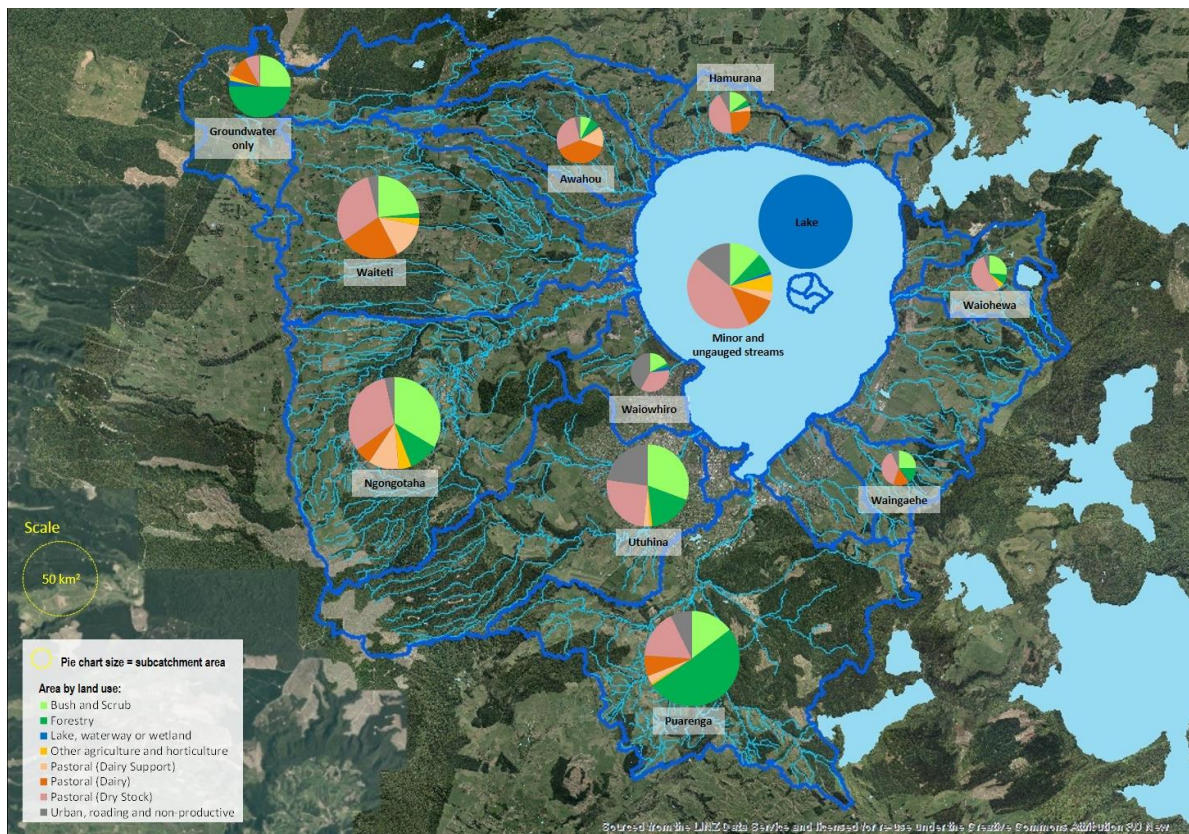 Hamurana
Groundwater
only
Awahou
Lake
Waiteti
Waiohewa
Minor and
ungauged streams
Waiowhiro
Ngongotaha
Waingaehe
Utuhina
Scale
50 km²
Puarenga
Pie chart size = subcatchment area
Area by land use:
Bush and Scrub
Forestry
Lake, waterway or wetland
Other agriculture and horticulture
Pastoral (Dairy Support)
Pastoral (Dairy)
Pastoral (Dry Stock)
Urban, roading and non-productive
Sourced from the LINZ Data Service and licensed for re-use under the Creative Commons Attribution 3.0 New